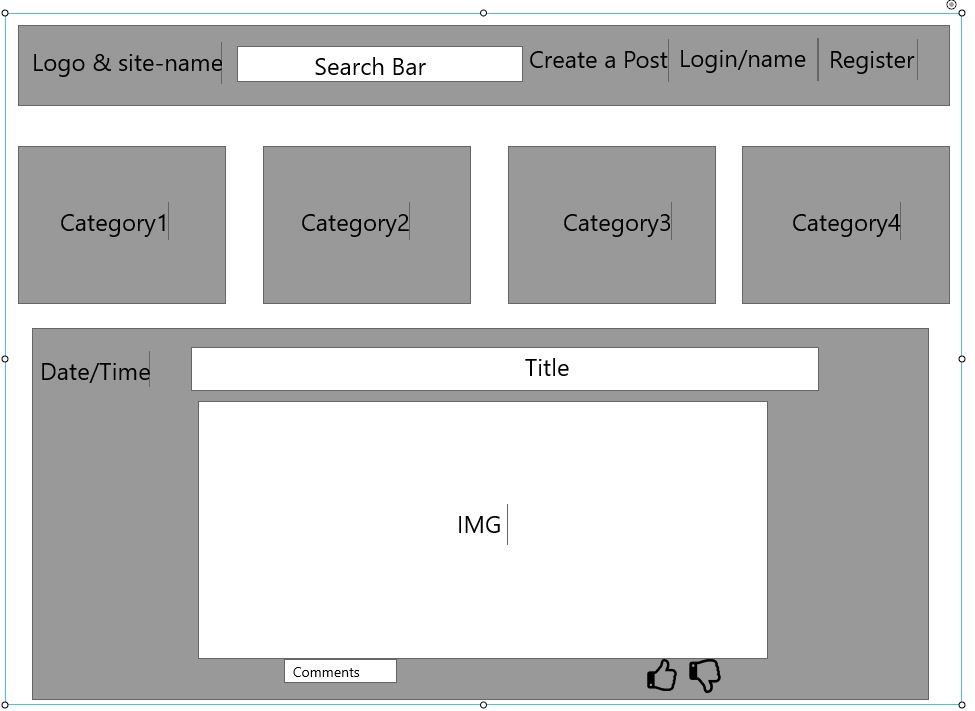 Logo & site-name
Search Bar
Create a Post
Login/name
Register
Category1
Category2
Category3
Category4
Date/Time
Title
IMG
Comments